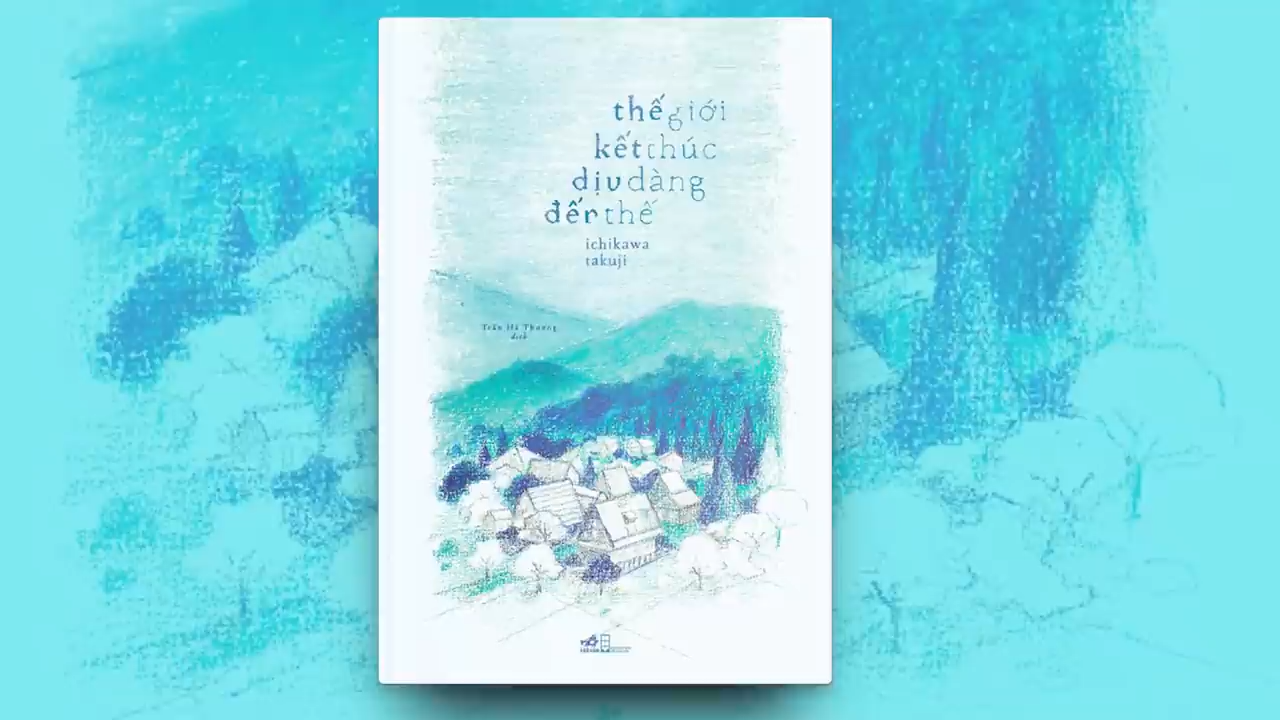 thế giới
kết thúc
dịu dàng
đến thế
ichikawa
takuji
Trần Hà Thương
dịch